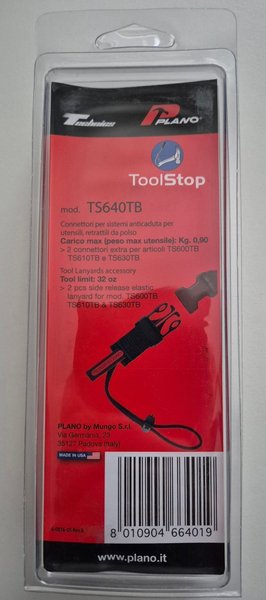 Technics
PLANO
ToolStop
mod. TS640TB
Connettori per sistemi anticaduta per
utensili, retrattili da polso
Carico max (peso max utensile): Kg. 0,90
> 2 connettori extra per articoli TS600TB
TS610TB e TS630TB
Tool Lanyards accessory
Tool limit: 32 oz
> 2 pcs side release elastic
lanyard for mod. TS600TB
TS610TB & TS630TB
PLANO by Mungo S.r.l.
Via Germania, 23
35127 Padova (Italy)
MADE IN USA
8 010904 664019
www.plano.it